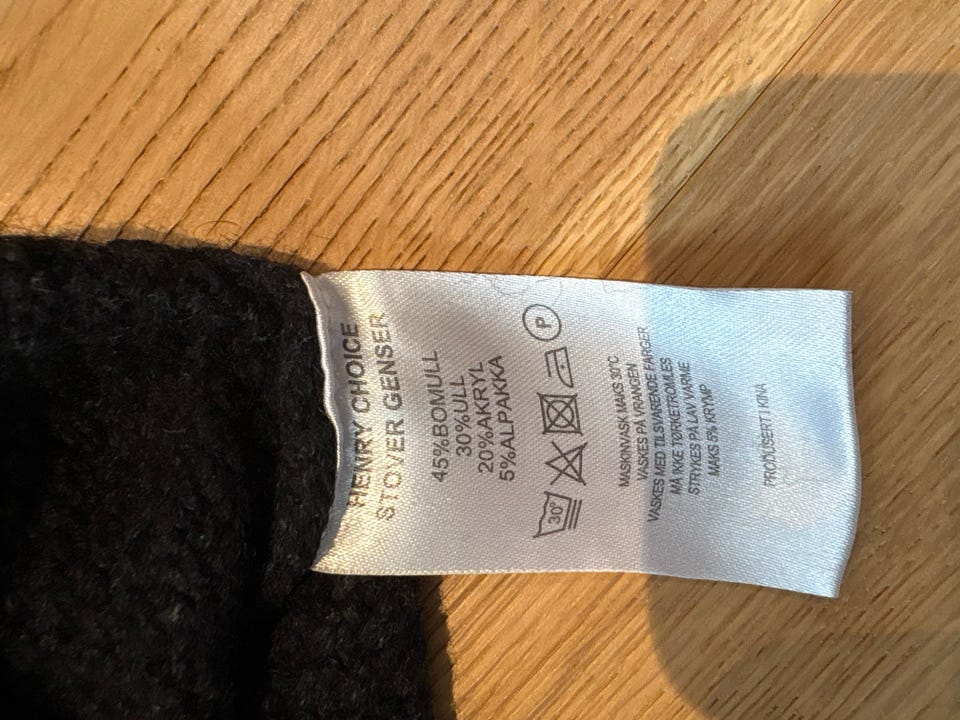 HENRY CHOICE
STOVER GENSER
45%BOMULL
30%ULL
20%AKRYL
5%ALPAKKA
30° P
MASKINVASK MAKS 30°C
VASKES PÅ VRANGEN
VASKES MED TILSVARENDE FARGER
MÅ IKKE TØRKETROMLES
STRYKES PÅ LAV VARME
MAKS 5% KRYMP
PRODUSERT I KINA